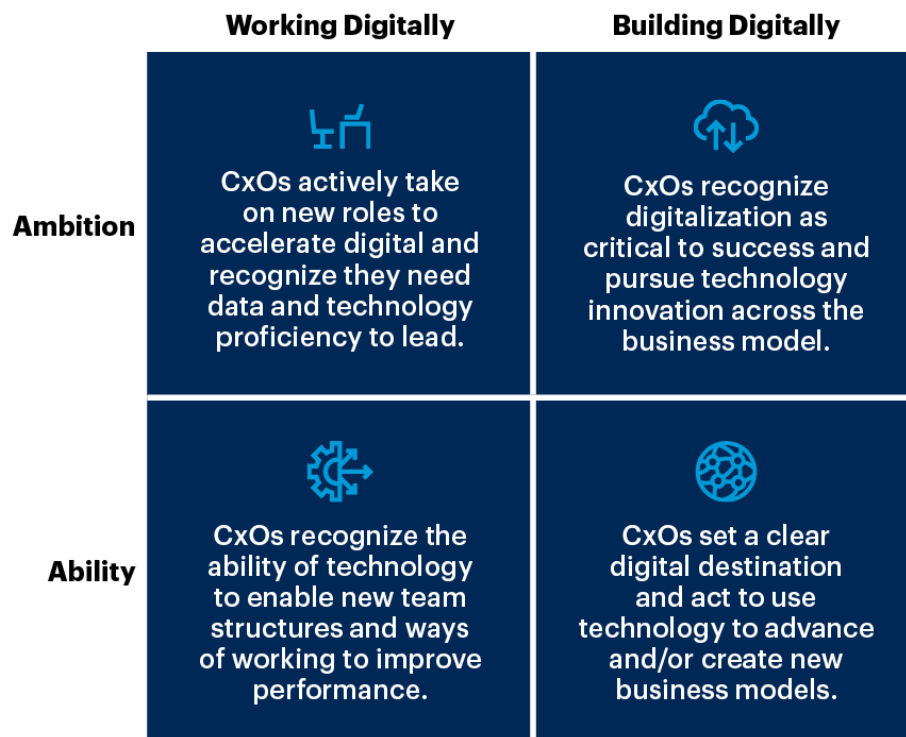 Working Digitally
Building Digitally
Ambition
CxOs actively take
on new roles to
accelerate digital and
recognize they need
data and technology
proficiency to lead.
CxOs recognize
digitalization as
critical to success and
pursue technology
innovation across the
business model.
Ability
CxOs recognize the
ability of technology
to enable new team
structures and ways
of working to improve
performance.
CxOs set a clear
digital destination
and act to use
technology to advance
and/or create new
business models.